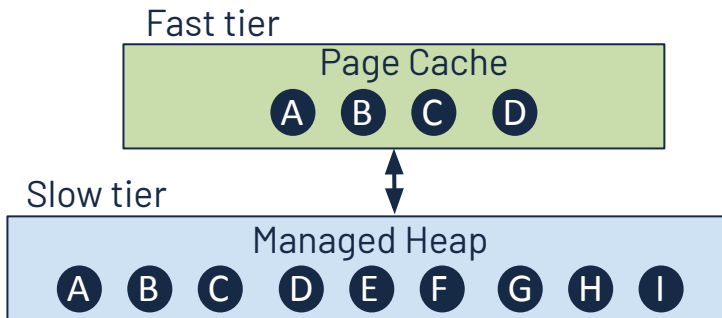 Fast tier
Page Cache
A B C D
Slow tier
Managed Heap
A B C D E F G H I